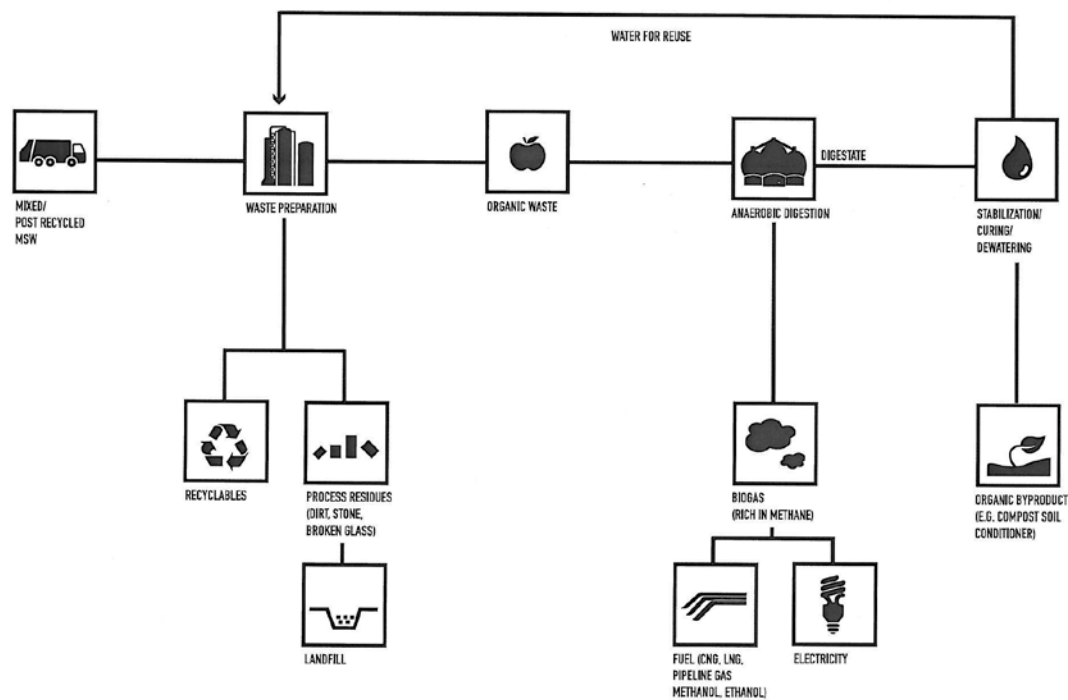 WATER FOR REUSE
DIGESTATE
MIXED/
POST RECYCLED
MSW
WASTE PREPARATION
ORGANIC WASTE
ANAEROBIC DIGESTION
STABILIZATION/
CURING/
DEWATERING
RECYCLABLES
PROCESS RESIDUES
(DIRT, STONE,
BROKEN GLASS)
BIOGAS
(RICH IN METHANE)
ORGANIC BYPRODUCT
(E.G. COMPOST SOIL
CONDITIONER)
LANDFILL
FUEL (CNG, LNG,
PIPELINE GAS
METHANOL, ETHANOL)
ELECTRICITY